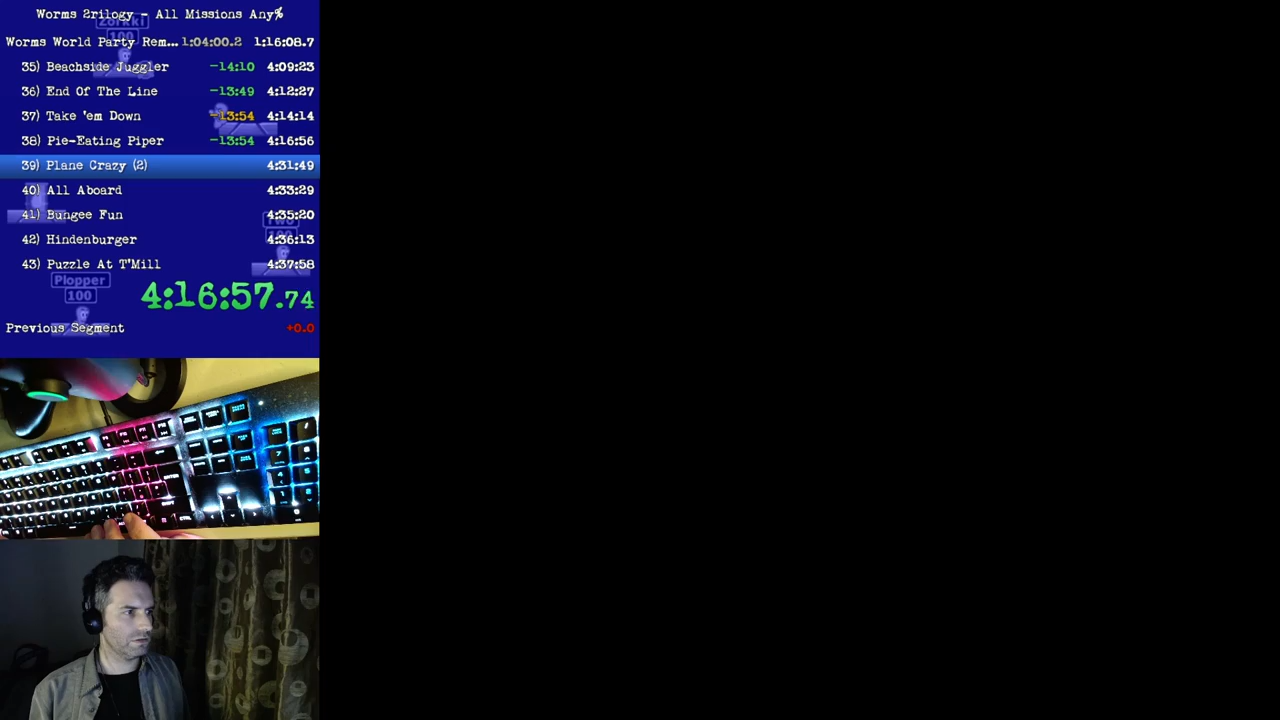 Worms 2rilogy - All Missions Any%
Zorkki
100
Worms World Party Rem... 1:04:00.2 1:16:08.7
35) Beachside Juggler -14:10 4:09:23
36) End Of The Line -13:49 4:12:27
37) Take 'em Down -13:54 4:14:14
38) Pie-Eating Piper -13:54 4:16:56
39) Plane Crazy (2) 4:31:49
40) All Aboard 4:33:29
41) Bungee Fun 4:35:20
42) Hindenburger 4:36:13
43) Puzzle At T'Mill 4:37:58
Plopper
100
4:16:57.74
Previous Segment +0.0